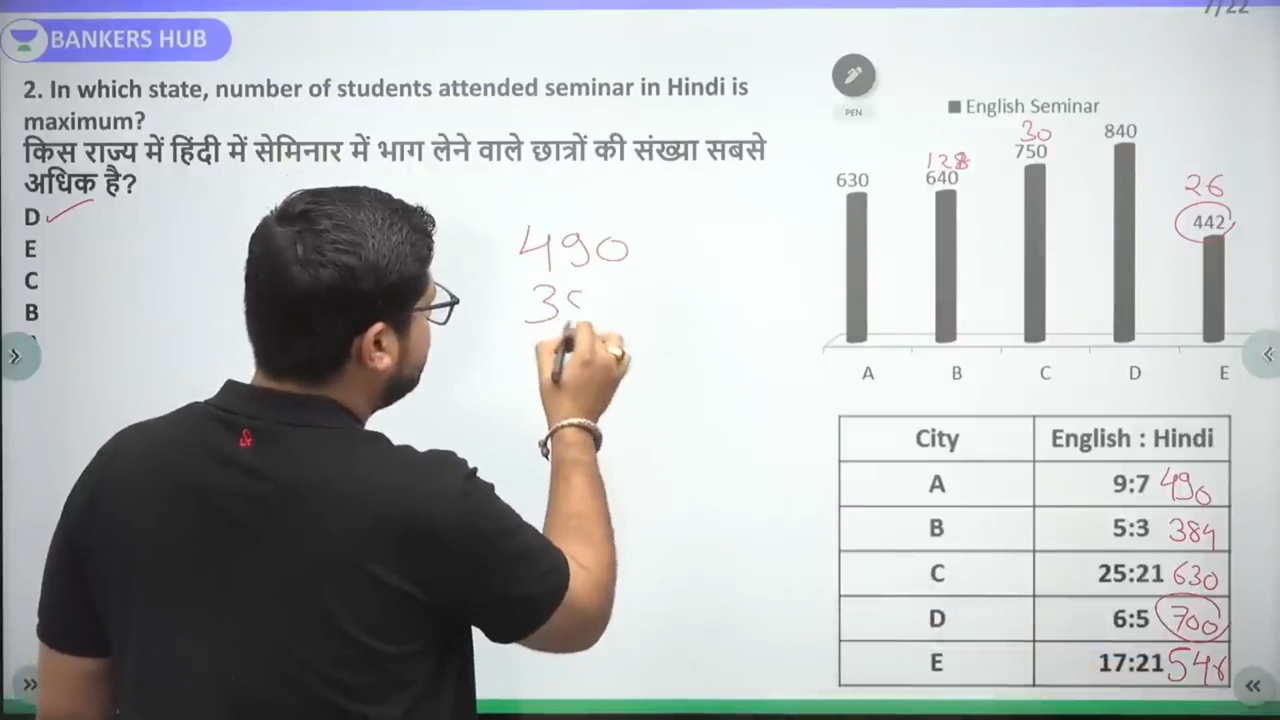 7/22
BANKERS HUB
2. In which state, number of students attended seminar in Hindi is
maximum?
किस राज्य में हिंदी में सेमिनार में भाग लेने वाले छात्रों की संख्या सबसे
अधिक है?
D
E
C
B
490
PEN
English Seminar
30
840
128
750
630
640
26
442
A B C D E
City English : Hindi
A 9:7 490
B 5:3 384
C 25:21 630
D 6:5 700
E 17:21 546